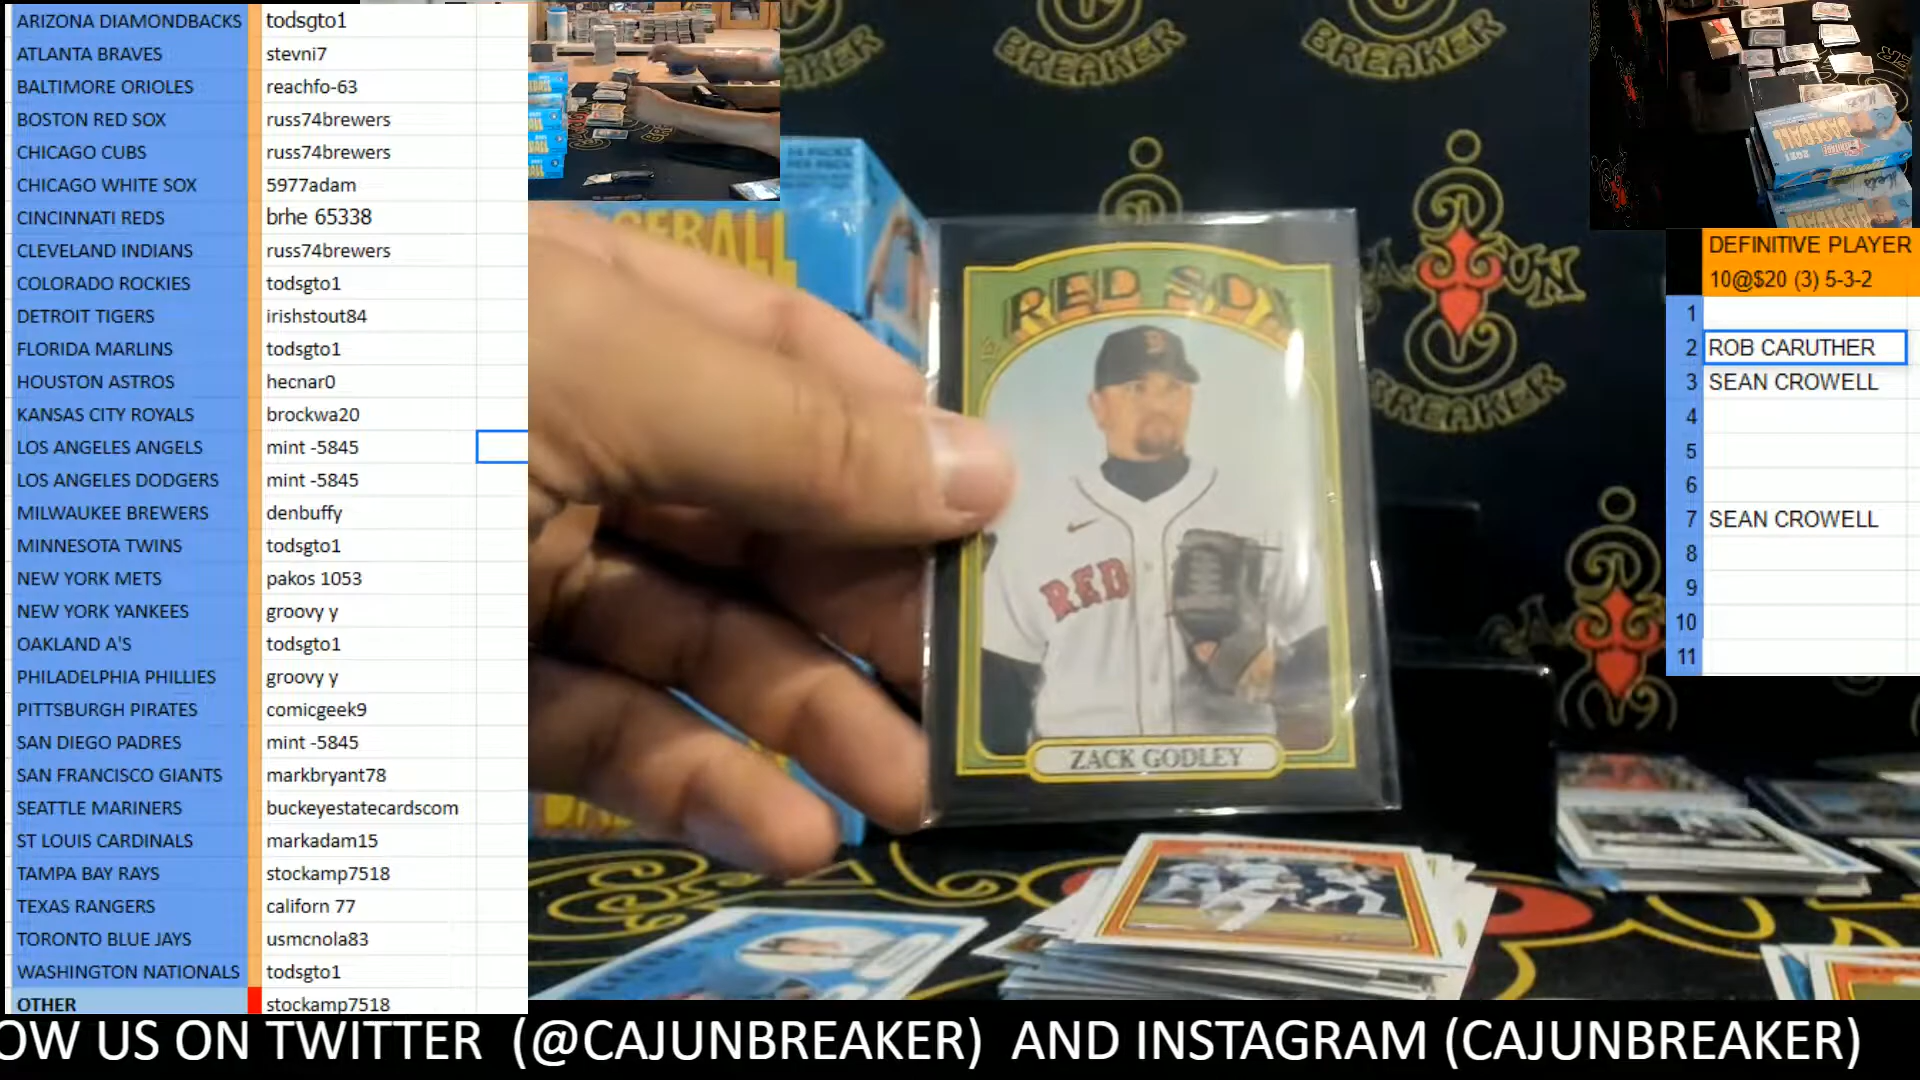 ARIZONA DIAMONDBACKS todsgto1
ATLANTA BRAVES stevni7
BALTIMORE ORIOLES reachfo-63
BOSTON RED SOX russ74brewers
CHICAGO CUBS russ74brewers
CHICAGO WHITE SOX 5977adam
CINCINNATI REDS brhe 65338
CLEVELAND INDIANS russ74brewers
COLORADO ROCKIES todsgto1
DETROIT TIGERS irishstout84
FLORIDA MARLINS todsgto1
HOUSTON ASTROS hecnar0
KANSAS CITY ROYALS brockwa20
LOS ANGELES ANGELS mint -5845
LOS ANGELES DODGERS mint -5845
MILWAUKEE BREWERS denbuffy
MINNESOTA TWINS todsgto1
NEW YORK METS pakos 1053
NEW YORK YANKEES groovy y
OAKLAND A'S todsgto1
PHILADELPHIA PHILLIES groovy y
PITTSBURGH PIRATES comicgeek9
SAN DIEGO PADRES mint -5845
SAN FRANCISCO GIANTS markbryant78
SEATTLE MARINERS buckeyestatecardscom
ST LOUIS CARDINALS markadam15
TAMPA BAY RAYS stockamp7518
TEXAS RANGERS californ 77
TORONTO BLUE JAYS usmcnola83
WASHINGTON NATIONALS todsgto1
OTHER stockamp7518
BREAKER
BREAKER
BREAKER
BREAKER
RED SOX
RED
ZACK GODLEY
BASEBALL
2021
DEFINITIVE PLAYER
10@$20 (3) 5-3-2
1
2 ROB CARUTHER
3 SEAN CROWELL
4
5
6
7 SEAN CROWELL
8
9
10
11
OW US ON TWITTER (@CAJUNBREAKER) AND INSTAGRAM (CAJUNBREAKER)